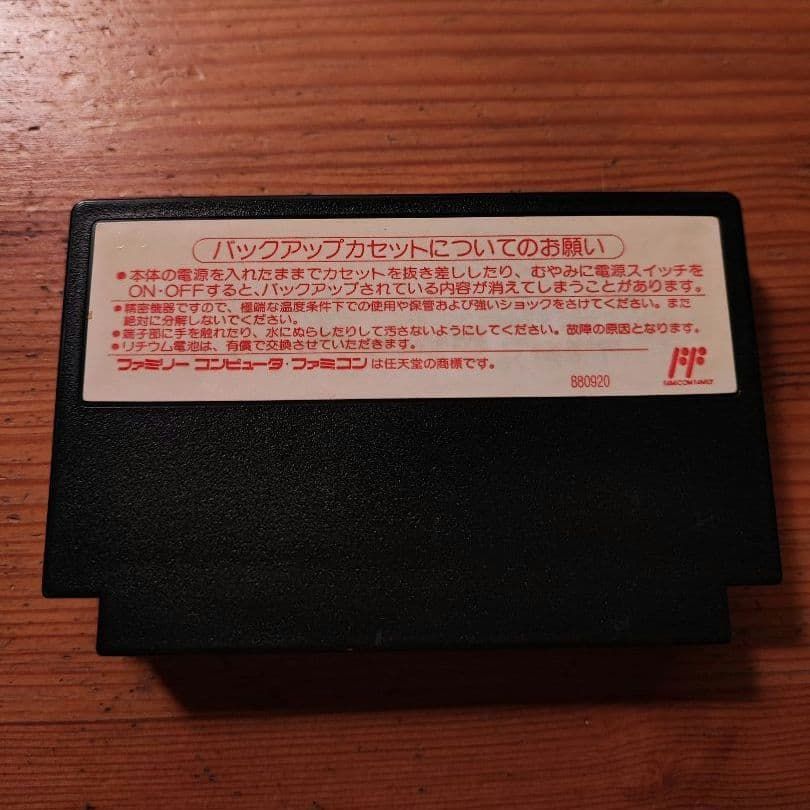 バックアップカセットについてのお願い
●本体の電源を入れたままでカセットを抜き差ししたり、むやみに電源スイッチを
ON・OFFすると、バックアップされている内容が消えてしまうことがあります。
●精密機器ですので、極端な温度条件下での使用や保管および強いショックをさけてください。また
絶対に分解しないでください。
●端子部に手を触れたり、水にぬらしたりして汚さないようにしてください。故障の原因となります。
●リチウム電池は、有償で交換させていただきます。
ファミリー コンピュータ・ファミコンは任天堂の商標です。
880920
FAMICOM FAMILY